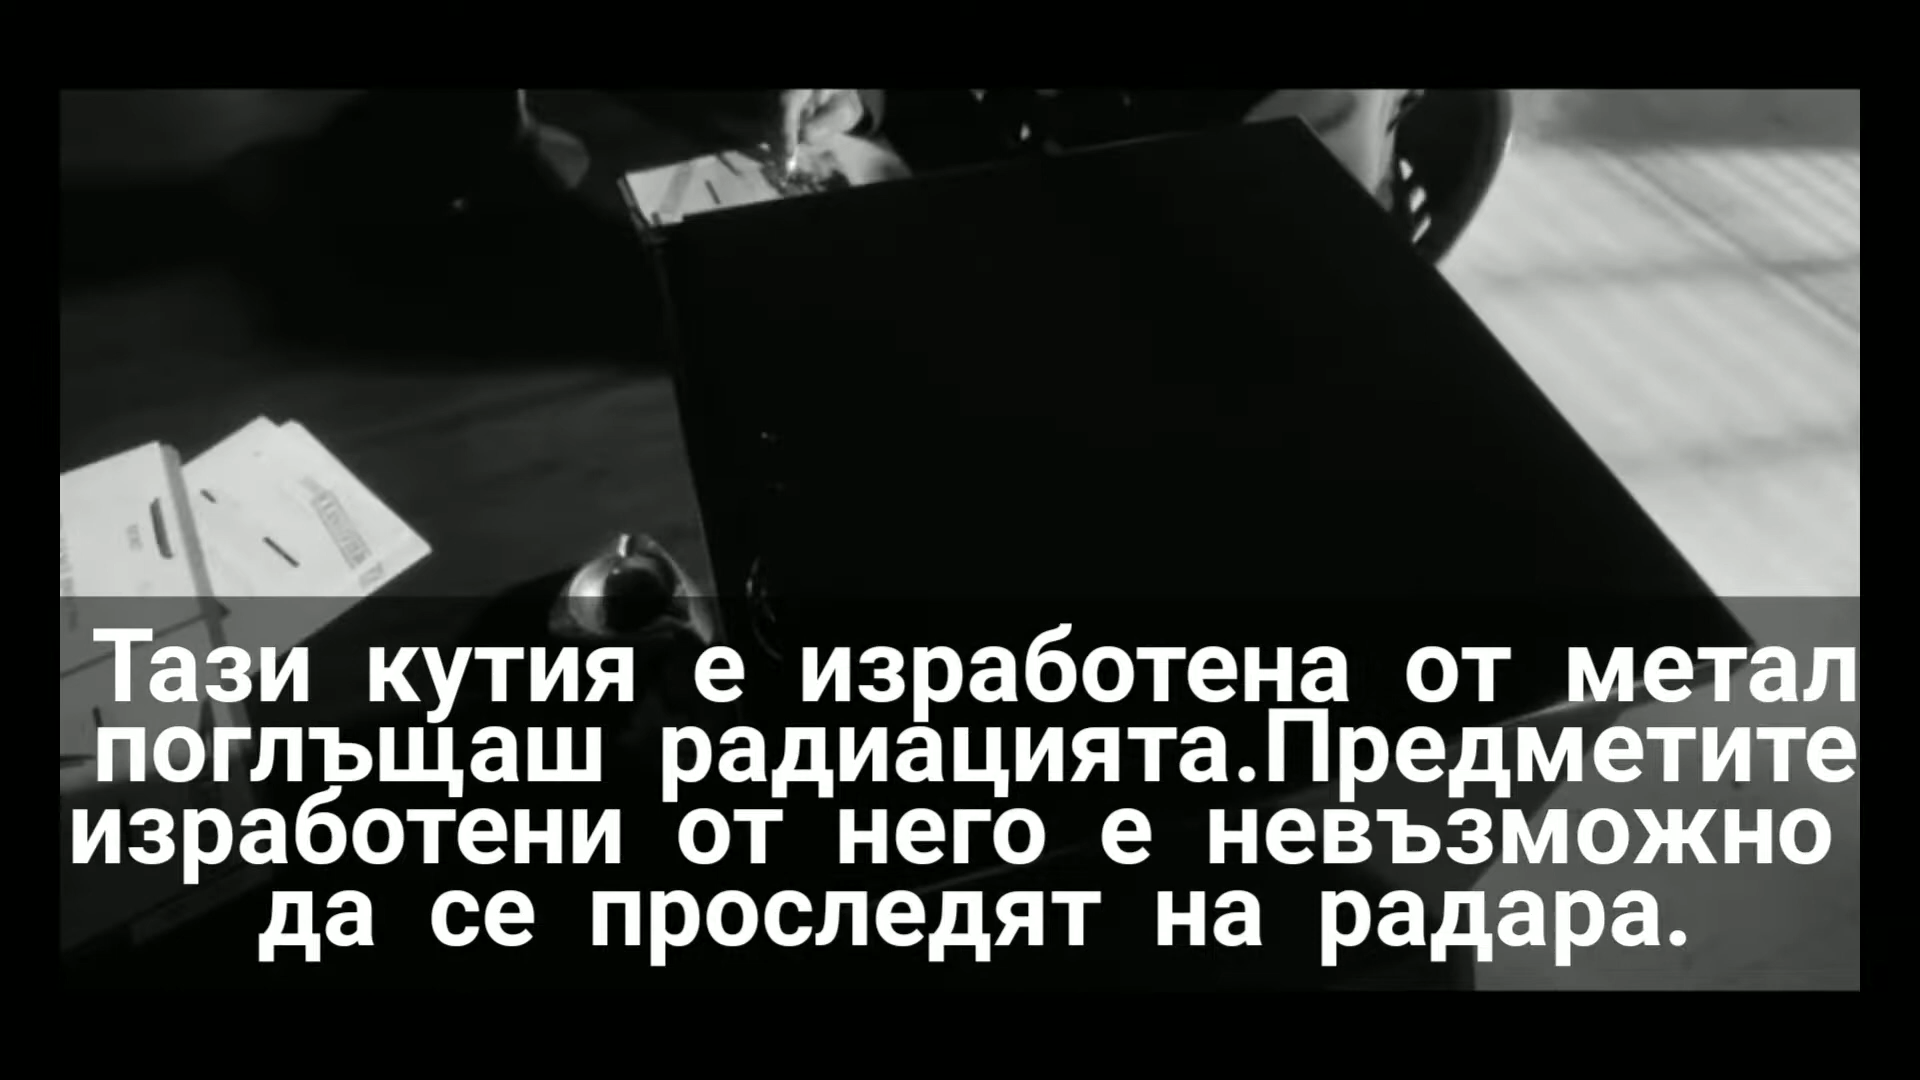 Тази кутия е изработена от метал
поглъщаш радиацията.Предметите
изработени от него е невъзможно
да се проследят на радара.